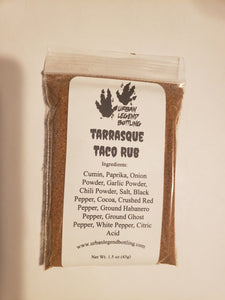 URBAN
LEGEND
BOTTLING
TARRASQUE
TACO RUB
Ingredients:
Cumin, Paprika, Onion
Powder, Garlic Powder,
Chili Powder, Salt, Black
Pepper, Cocoa, Crushed Red
Pepper, Ground Habanero
Pepper, Ground Ghost
Pepper, White Pepper, Citric
Acid
www.urbanlegendbottling.com
Net Wt. 1.5 oz (43g)